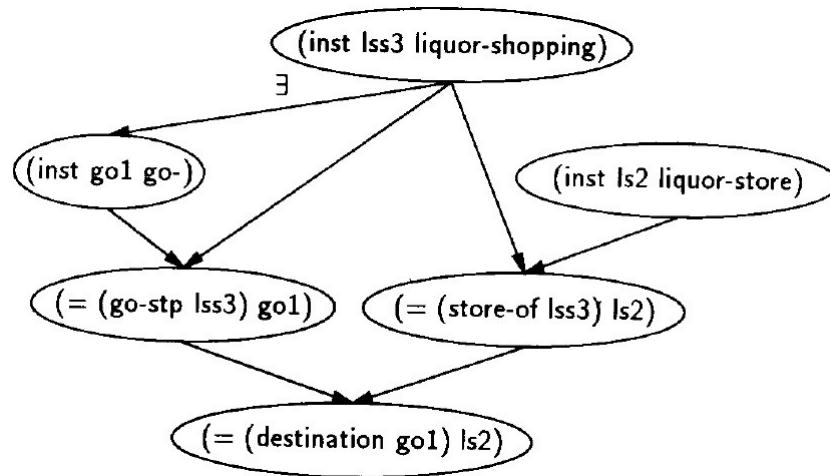 (inst lss3 liquor-shopping)
∃
(inst go1 go-)
(inst ls2 liquor-store)
(= (go-stp lss3) go1)
(= (store-of lss3) ls2)
(= (destination go1) ls2)